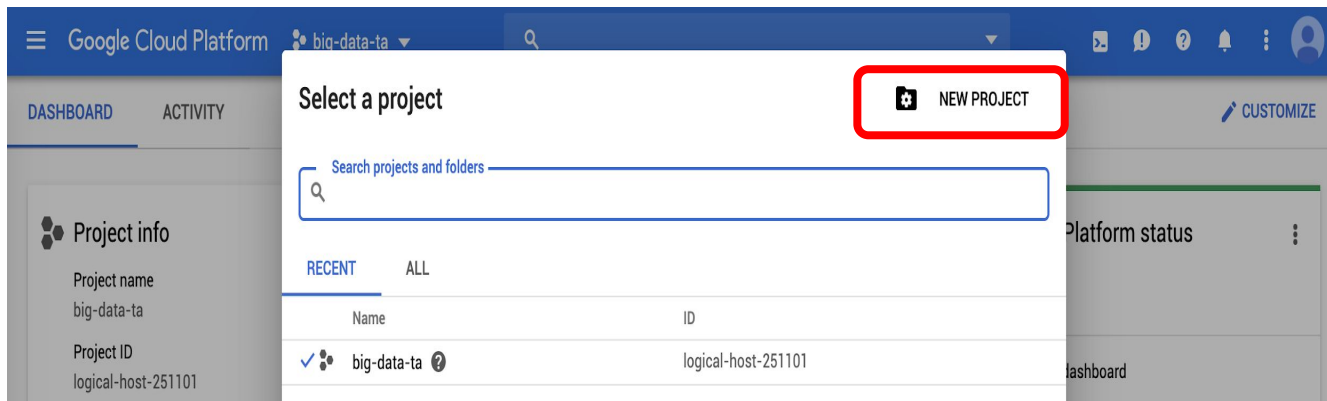 Google Cloud Platform big-data-ta
DASHBOARD ACTIVITY
CUSTOMIZE
Select a project
NEW PROJECT
Search projects and folders
RECENT ALL
Name ID
big-data-ta logical-host-251101
Project info
Project name
big-data-ta
Project ID
logical-host-251101
Platform status
dashboard